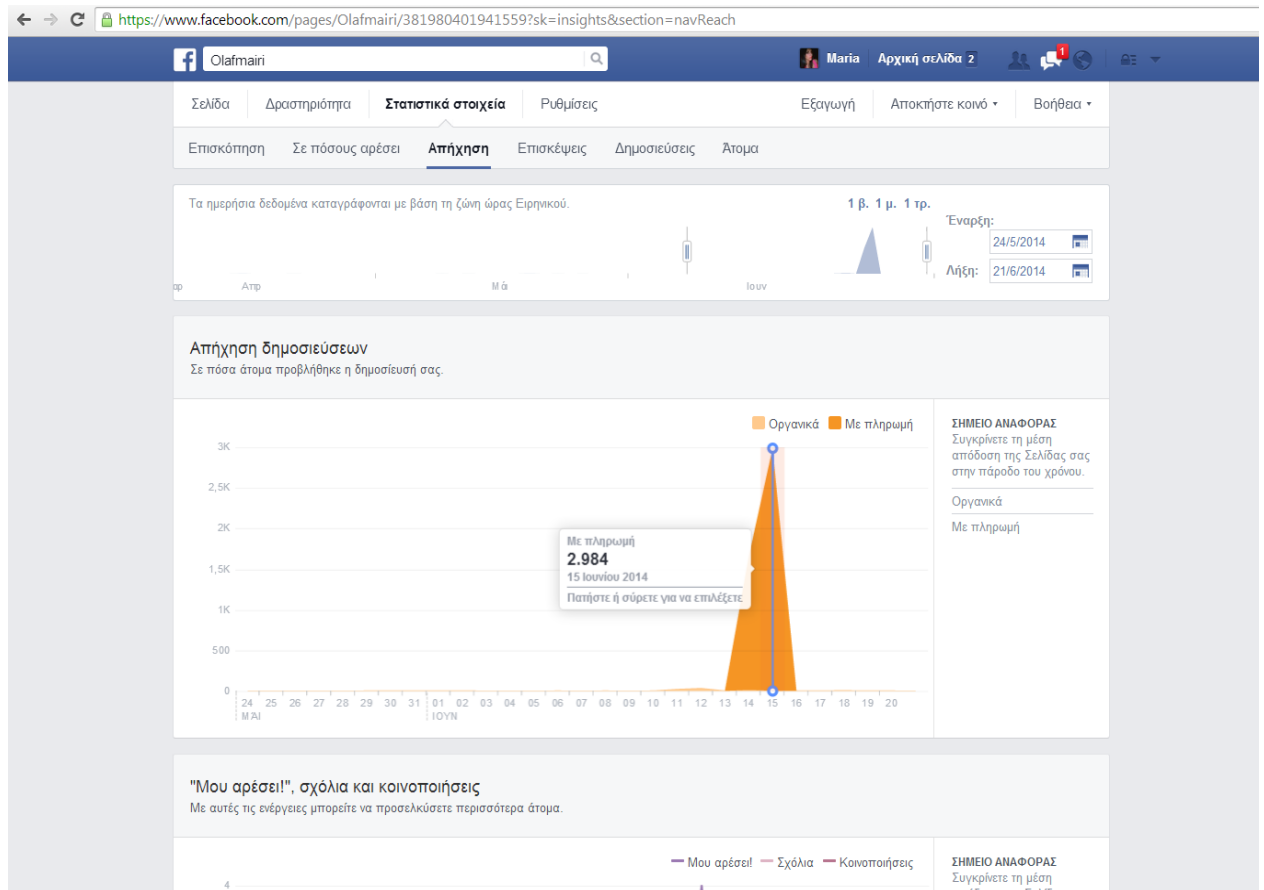 https://www.facebook.com/pages/Olafmairi/381980401941559?sk=insights&section=navReach
Olafmairi
Maria Αρχική σελίδα 2 1
Σελίδα Δραστηριότητα Στατιστικά στοιχεία Ρυθμίσεις Εξαγωγή Αποκτήστε κοινό Βοήθεια
Επισκόπηση Σε πόσους αρέσει Απήχηση Επισκέψεις Δημοσιεύσεις Άτομα
Τα ημερήσια δεδομένα καταγράφονται με βάση τη ζώνη ώρας Ειρηνικού. 1 β. 1 μ. 1 τρ.
Έναρξη:
24/5/2014
Λήξη: 21/6/2014
αρ Απρ Μά Ιουν
Απήχηση δημοσιεύσεων
Σε πόσα άτομα προβλήθηκε η δημοσίευσή σας.
Οργανικά Με πληρωμή
3K
2,5K
2K
1,5K
1K
500
0
Με πληρωμή
2.984
15 Ιουνίου 2014
Πατήστε ή σύρετε για να επιλέξετε
24 25 26 27 28 29 30 31 01 02 03 04 05 06 07 08 09 10 11 12 13 14 15 16 17 18 19 20
ΜΆΙ ΙΟΥΝ
ΣΗΜΕΙΟ ΑΝΑΦΟΡΑΣ
Συγκρίνετε τη μέση
απόδοση της Σελίδας σας
στην πάροδο του χρόνου.
Οργανικά
Με πληρωμή
"Μου αρέσει!", σχόλια και κοινοποιήσεις
Με αυτές τις ενέργειες μπορείτε να προσελκύσετε περισσότερα άτομα.
Μου αρέσει! Σχόλια Κοινοποιήσεις
4
ΣΗΜΕΙΟ ΑΝΑΦΟΡΑΣ
Συγκρίνετε τη μέση